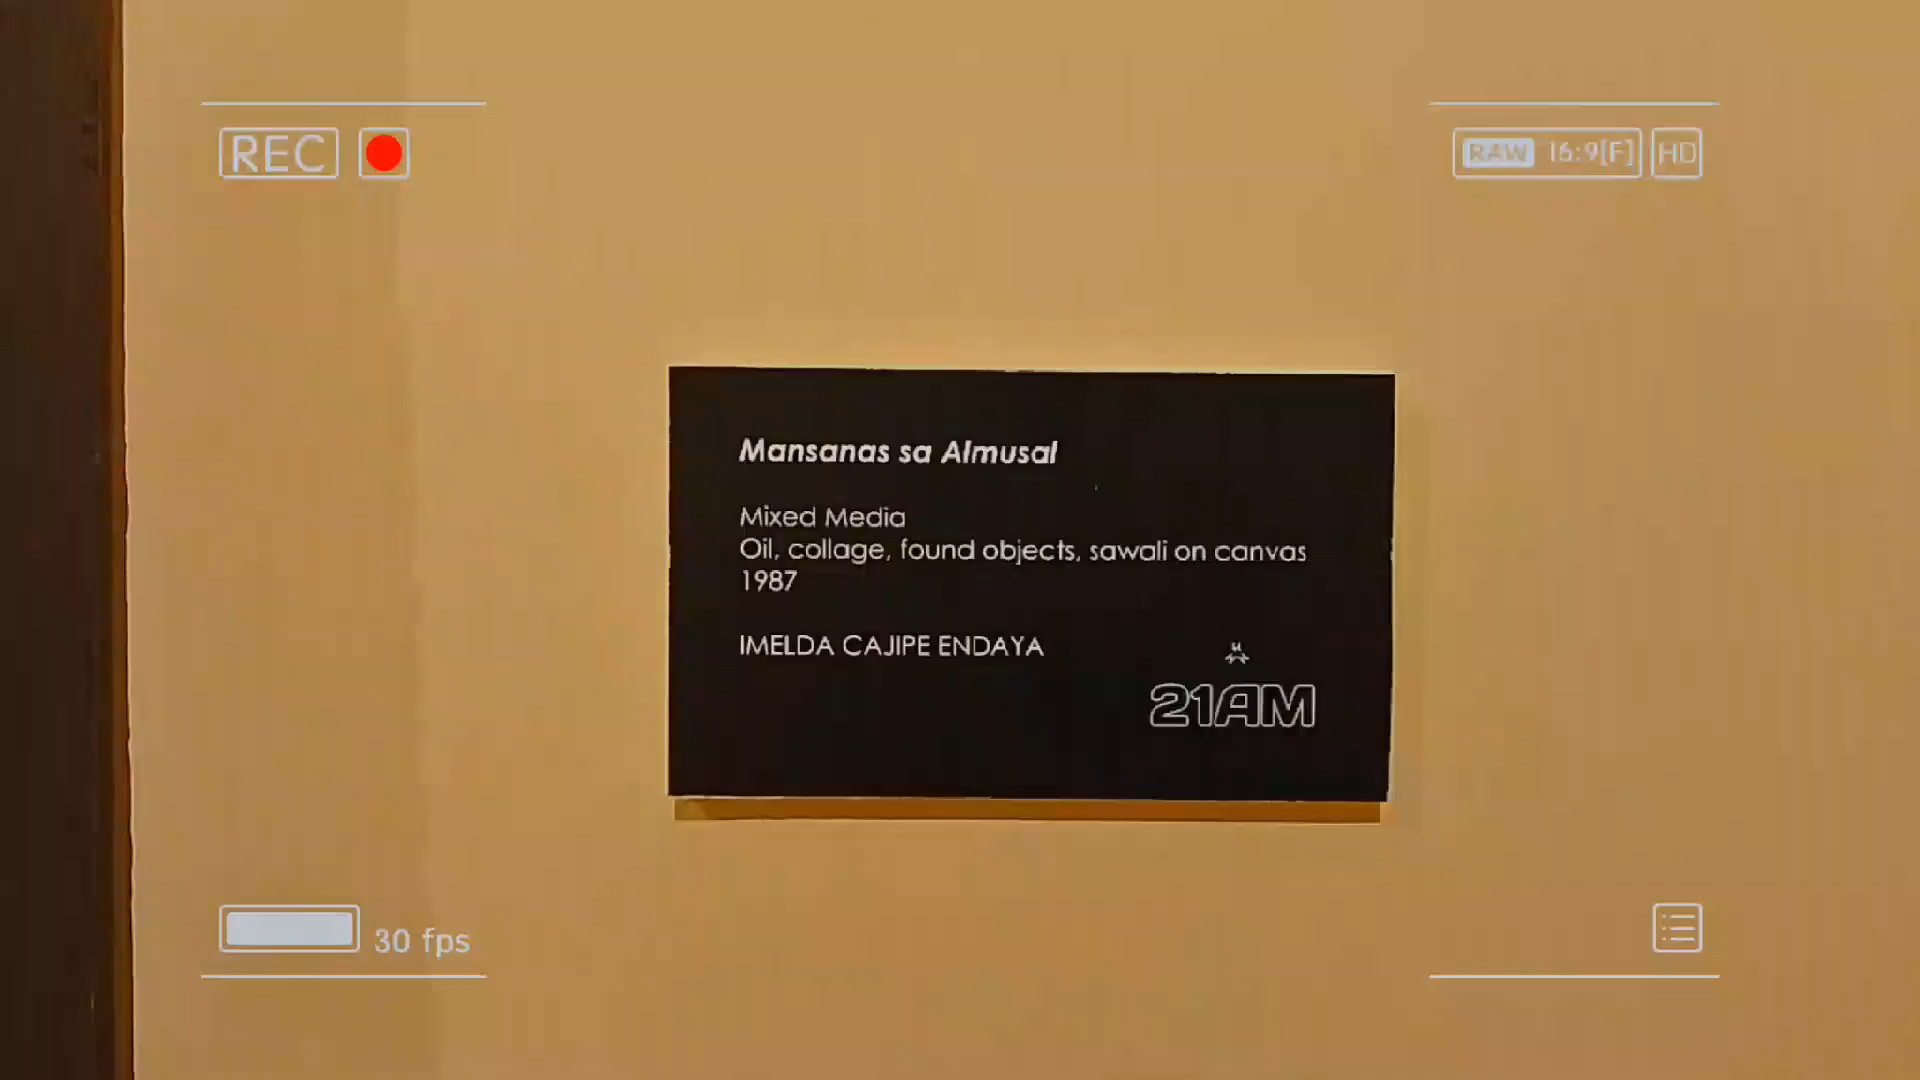 REC
RAW 16:9[F] HD
Mansanas sa Almusal
Mixed Media
Oil, collage, found objects, sawali on canvas
1987
IMELDA CAJIPE ENDAYA
21AM
30 fps